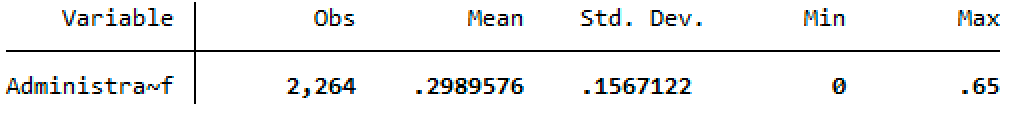 Variable Obs Mean Std. Dev. Min Max
Administra~f 2,264 .2989576 .1567122 0 .65